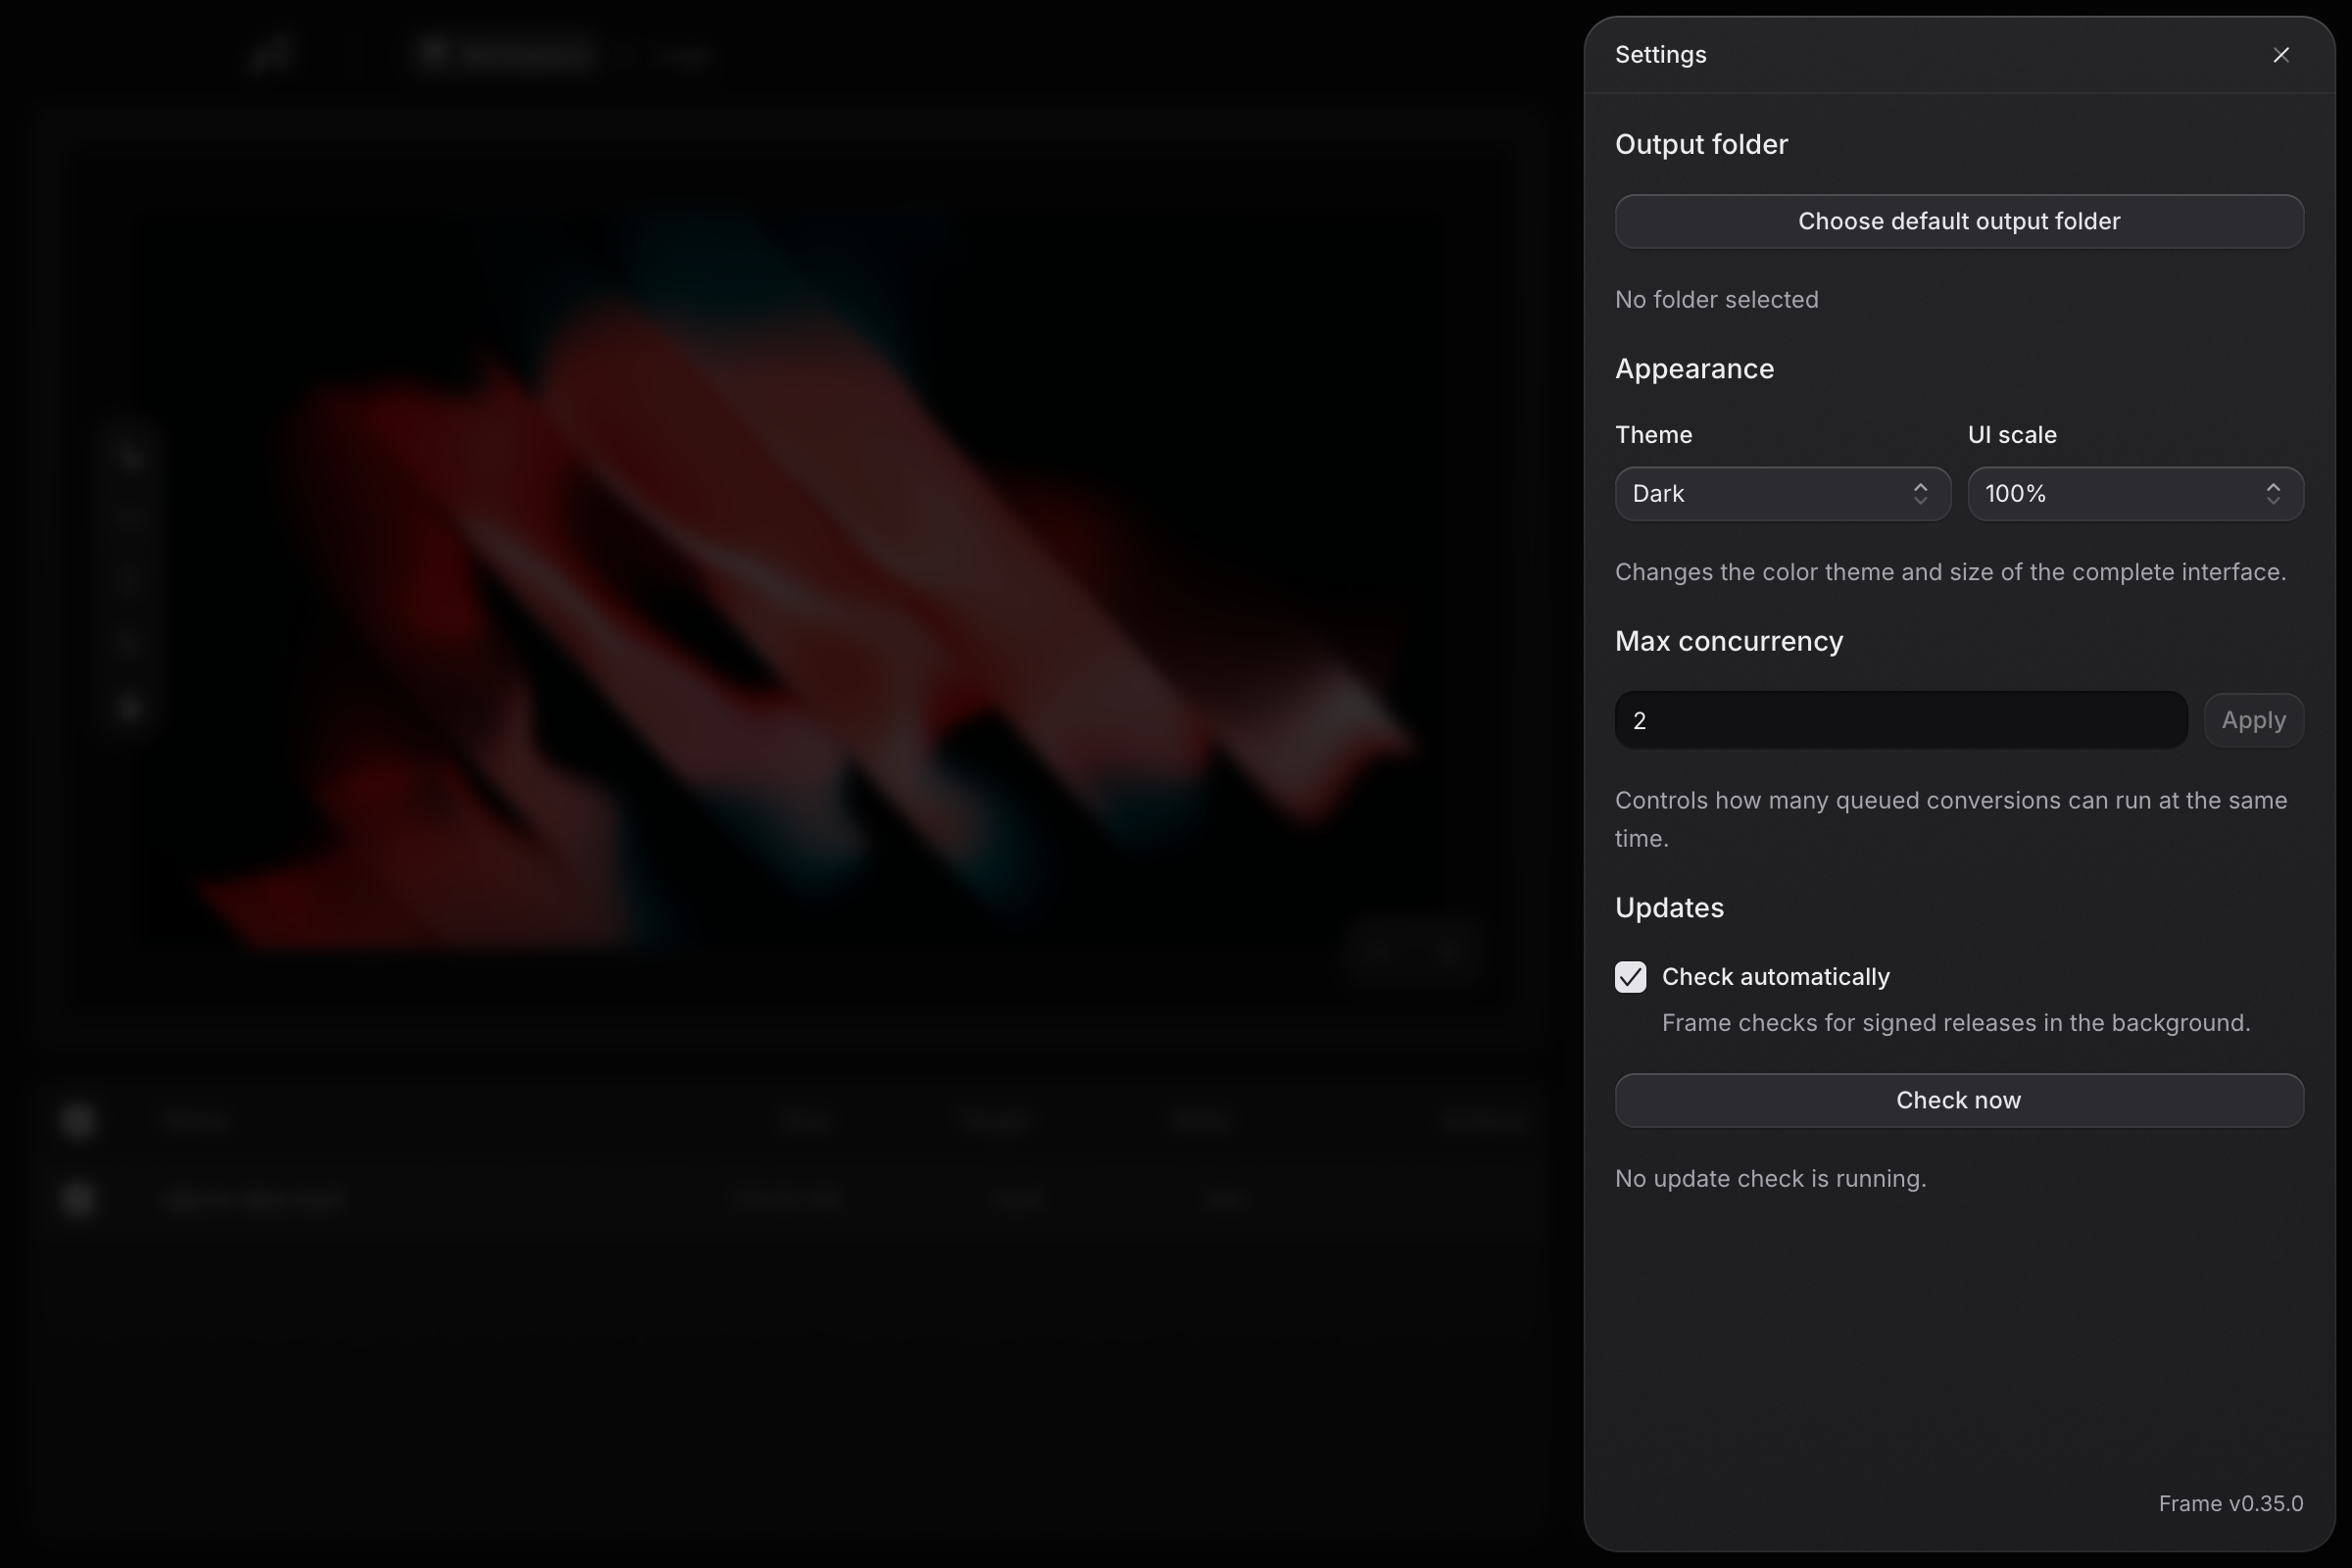 Settings
Output folder
Choose default output folder
No folder selected
Appearance
Theme
UI scale
Dark
100%
Changes the color theme and size of the complete interface.
Max concurrency
2
Apply
Controls how many queued conversions can run at the same
time.
Updates
Check automatically
Frame checks for signed releases in the background.
Check now
No update check is running.
Frame v0.35.0